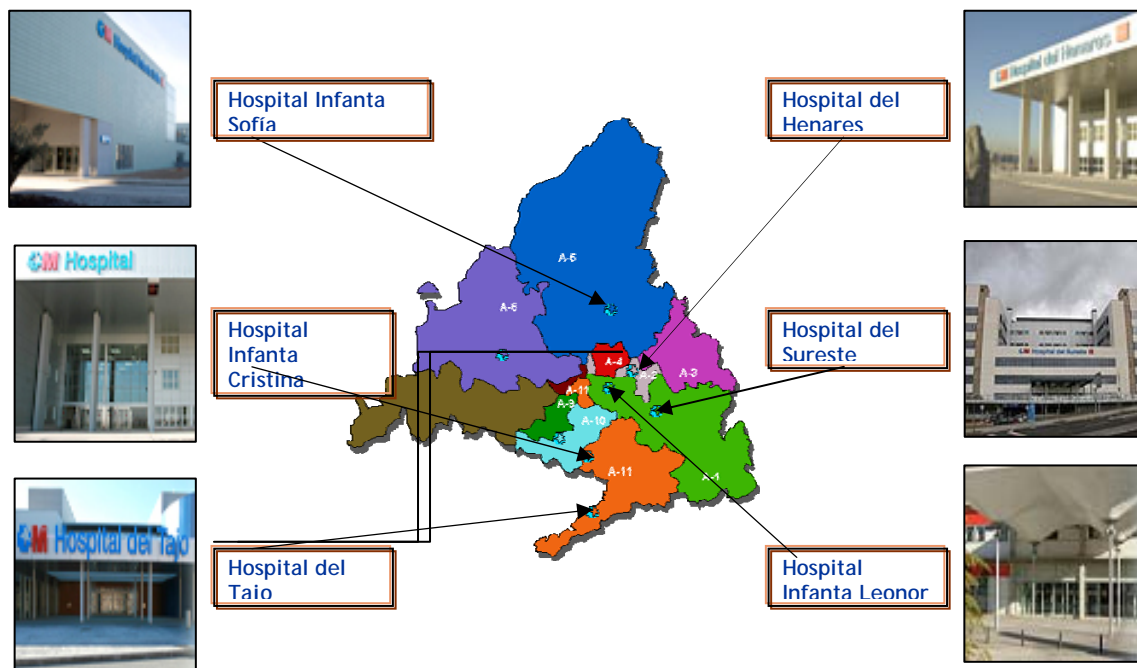 Hospital Infanta
Sofía
Hospital del
Henares
Hospital del Henares
Hospital
Hospital
Infanta
Cristina
Hospital del
Sureste
Hospital del Sureste
Hospital del Tajo
Hospital del
Tajo
Hospital
Infanta Leonor
A-5
A-6
A-4
A-3
A-11
A-10
A-11
A-1